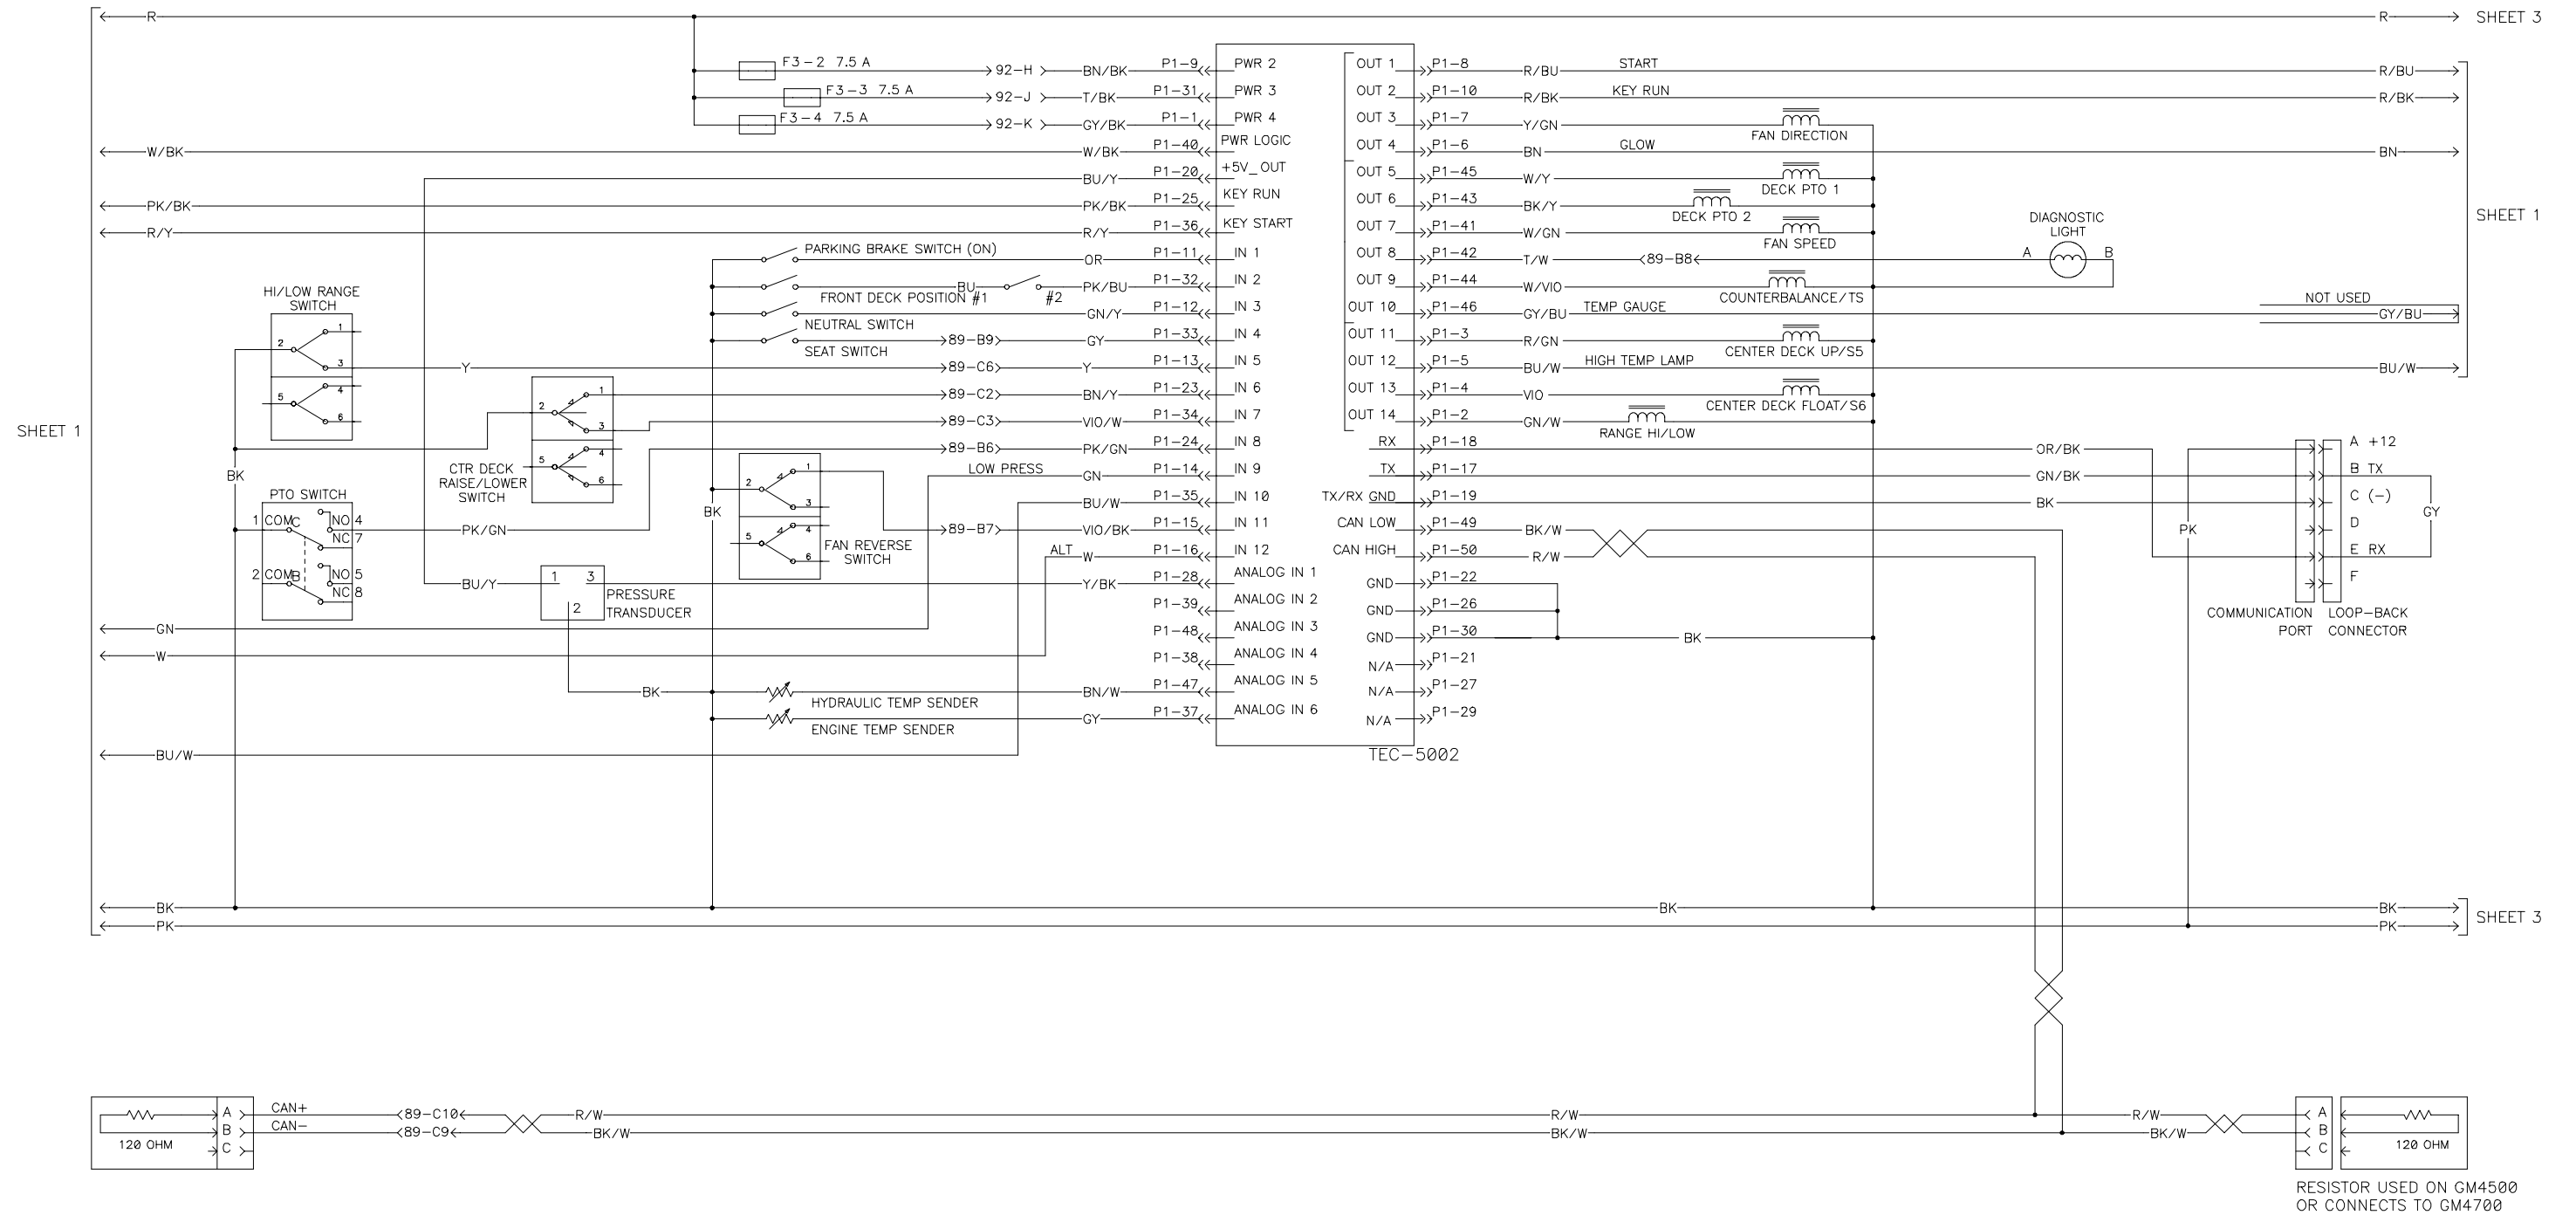 R R SHEET 3
F3-2 7.5 A 92-H BN/BK P1-9 PWR 2 OUT 1 P1-8 R/BU START R/BU
F3-3 7.5 A 92-J T/BK P1-31 PWR 3 OUT 2 P1-10 R/BK KEY RUN R/BK
F3-4 7.5 A 92-K GY/BK P1-1 PWR 4 OUT 3 P1-7 Y/GN
FAN DIRECTION
W/BK W/BK P1-40 PWR LOGIC OUT 4 P1-6 BN GLOW BN
BU/Y P1-20 +5V_OUT OUT 5 P1-45 W/Y
DECK PTO 1
PK/BK PK/BK P1-25 KEY RUN OUT 6 P1-43 BK/Y
DECK PTO 2
SHEET 1
R/Y R/Y P1-36 KEY START OUT 7 P1-41 W/GN
FAN SPEED
DIAGNOSTIC
LIGHT
PARKING BRAKE SWITCH (ON) OR P1-11 IN 1 OUT 8 P1-42 T/W 89-B8 A B
BU PK/BU P1-32 IN 2 OUT 9 P1-44 W/VIO
FRONT DECK POSITION #1 #2
COUNTERBALANCE/TS
HI/LOW RANGE
SWITCH
1
2
3
4
5
6
GN/Y P1-12 IN 3 OUT 10 P1-46 GY/BU TEMP GAUGE NOT USED
GY/BU
NEUTRAL SWITCH
89-B9 GY P1-33 IN 4 OUT 11 P1-3 R/GN
SEAT SWITCH
CENTER DECK UP/S5
Y 89-C6 Y P1-13 IN 5 OUT 12 P1-5 BU/W HIGH TEMP LAMP BU/W
89-C2 BN/Y P1-23 IN 6 OUT 13 P1-4 VIO
CENTER DECK FLOAT/S6
89-C3 VIO/W P1-34 IN 7 OUT 14 P1-2 GN/W
RANGE HI/LOW
SHEET 1
1
2
3
4
5
6
CTR DECK
RAISE/LOWER
SWITCH
89-B6 PK/GN P1-24 IN 8 RX P1-18 OR/BK A +12
LOW PRESS GN P1-14 IN 9 TX P1-17 GN/BK B TX
BU/W P1-35 IN 10 TX/RX GND P1-19 BK C (-)
BK
BK
GY
PK
1
2
3
4
5
6
FAN REVERSE
SWITCH
PTO SWITCH
1 COM C NO 4
NC 7
2 COM B NO 5
NC 8
PK/GN 89-B7 VIO/BK P1-15 IN 11 CAN LOW P1-49 BK/W D
ALT W P1-16 IN 12 CAN HIGH P1-50 R/W E RX
BU/Y 1 3 Y/BK P1-28 ANALOG IN 1 GND P1-22 F
2
PRESSURE
TRANSDUCER
P1-39 ANALOG IN 2 GND P1-26
COMMUNICATION
PORT
LOOP-BACK
CONNECTOR
GN P1-48 ANALOG IN 3 GND P1-30 BK
W P1-38 ANALOG IN 4 N/A P1-21
BK BN/W P1-47 ANALOG IN 5 N/A P1-27
HYDRAULIC TEMP SENDER
GY P1-37 ANALOG IN 6 N/A P1-29
ENGINE TEMP SENDER
BU/W TEC-5002
BK BK BK
PK PK
SHEET 3
120 OHM
A CAN+ 89-C10 R/W R/W R/W A
B CAN- 89-C9 BK/W BK/W BK/W B
C C
120 OHM
RESISTOR USED ON GM4500
OR CONNECTS TO GM4700